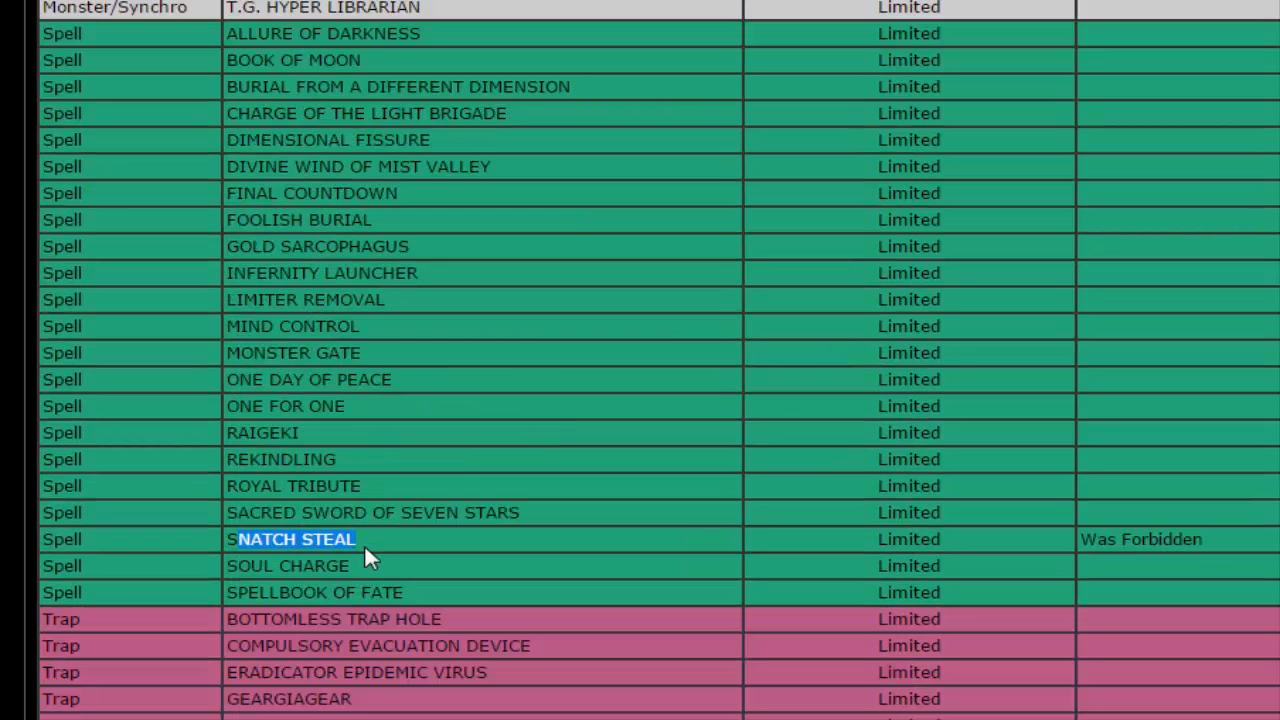 Monster/Synchro T.G. HYPER LIBRARIAN Limited
Spell ALLURE OF DARKNESS Limited
Spell BOOK OF MOON Limited
Spell BURIAL FROM A DIFFERENT DIMENSION Limited
Spell CHARGE OF THE LIGHT BRIGADE Limited
Spell DIMENSIONAL FISSURE Limited
Spell DIVINE WIND OF MIST VALLEY Limited
Spell FINAL COUNTDOWN Limited
Spell FOOLISH BURIAL Limited
Spell GOLD SARCOPHAGUS Limited
Spell INFERNITY LAUNCHER Limited
Spell LIMITER REMOVAL Limited
Spell MIND CONTROL Limited
Spell MONSTER GATE Limited
Spell ONE DAY OF PEACE Limited
Spell ONE FOR ONE Limited
Spell RAIGEKI Limited
Spell REKINDLING Limited
Spell ROYAL TRIBUTE Limited
Spell SACRED SWORD OF SEVEN STARS Limited
Spell SNATCH STEAL Limited Was Forbidden
Spell SOUL CHARGE Limited
Spell SPELLBOOK OF FATE Limited
Trap BOTTOMLESS TRAP HOLE Limited
Trap COMPULSORY EVACUATION DEVICE Limited
Trap ERADICATOR EPIDEMIC VIRUS Limited
Trap GEARGIAGEAR Limited